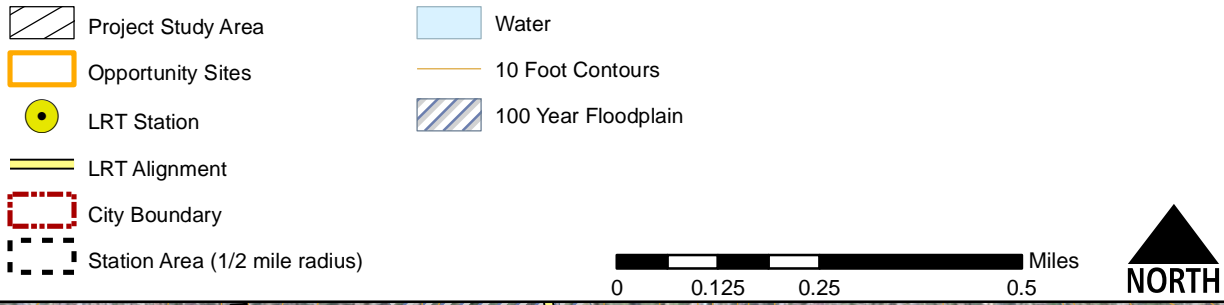 Project Study Area
Opportunity Sites
LRT Station
LRT Alignment
City Boundary
Station Area (1/2 mile radius)
Water
10 Foot Contours
100 Year Floodplain
Miles
0 0.125 0.25 0.5
NORTH